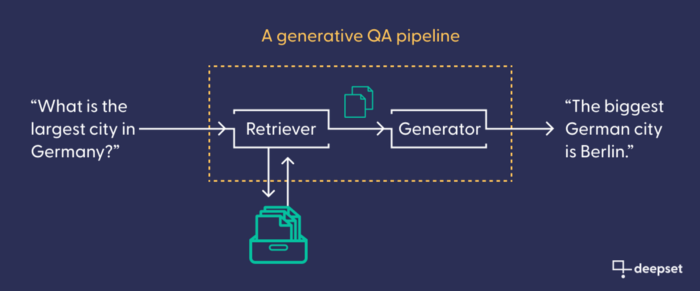 A generative QA pipeline
“What is the
largest city in
Germany?”
Retriever
Generator
“The biggest
German city
is Berlin.”
deepset